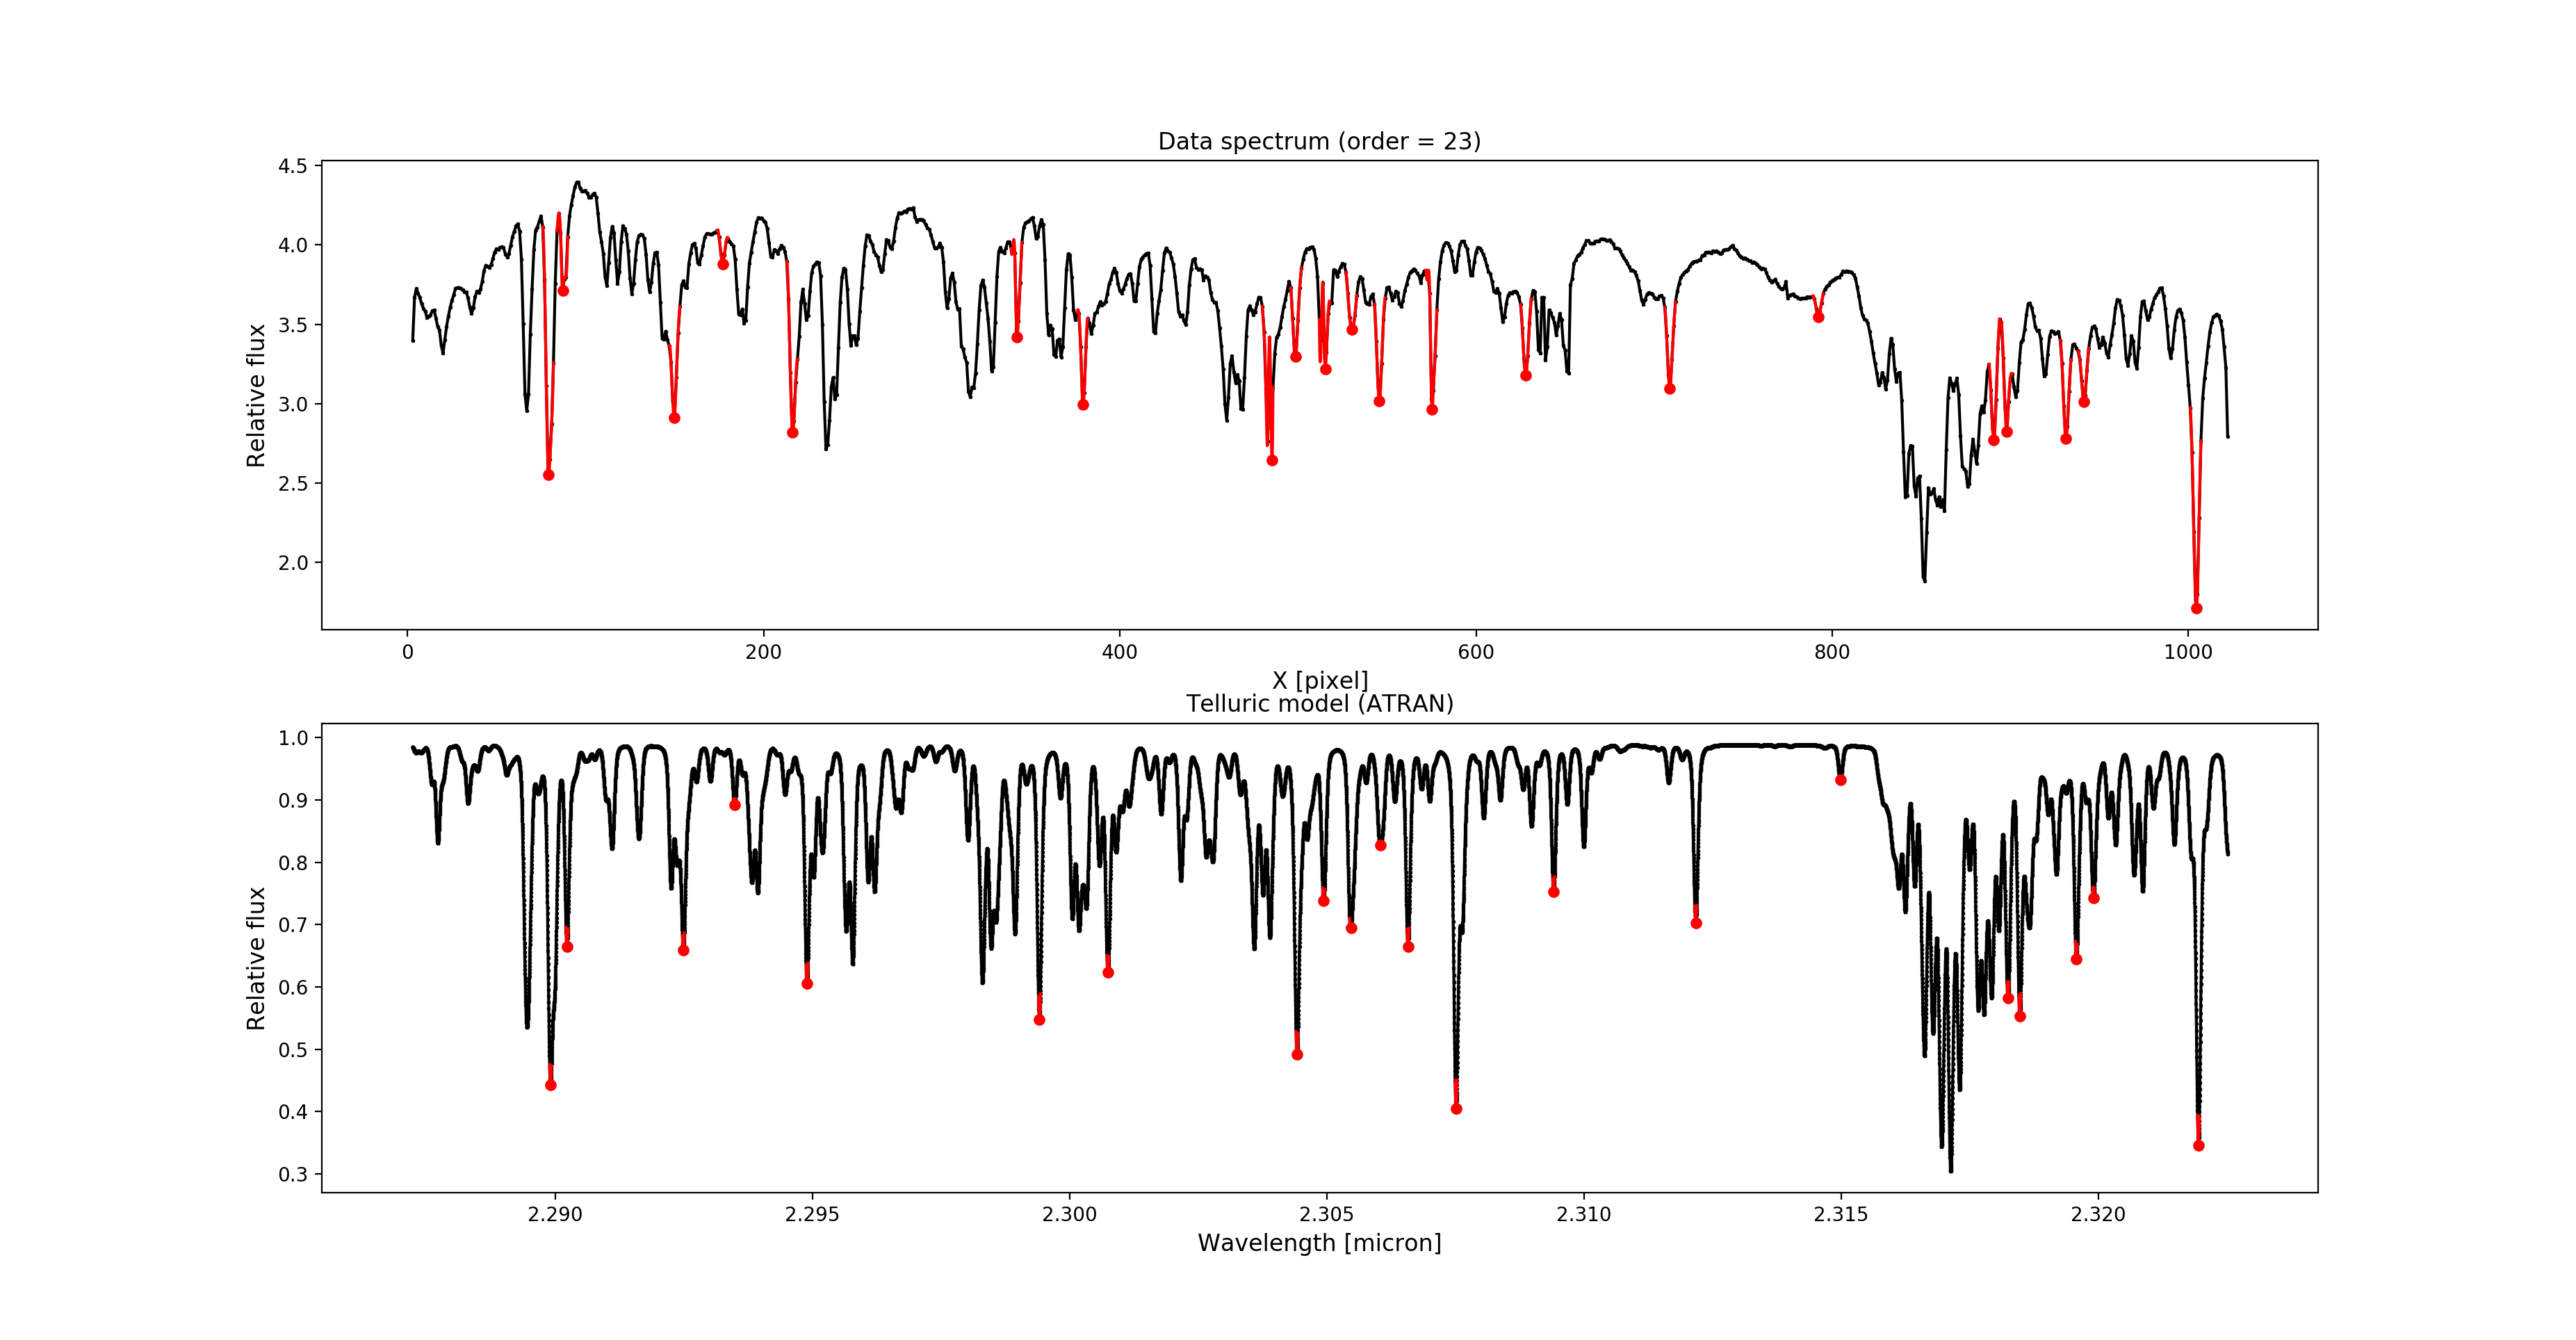 Data spectrum (order = 23)
4.5
4.0
3.5
3.0
2.5
2.0
Relative flux
0 200 400 600 800 1000
X [pixel]
Telluric model (ATRAN)
1.0
0.9
0.8
0.7
0.6
0.5
0.4
0.3
Relative flux
2.290 2.295 2.300 2.305 2.310 2.315 2.320
Wavelength [micron]